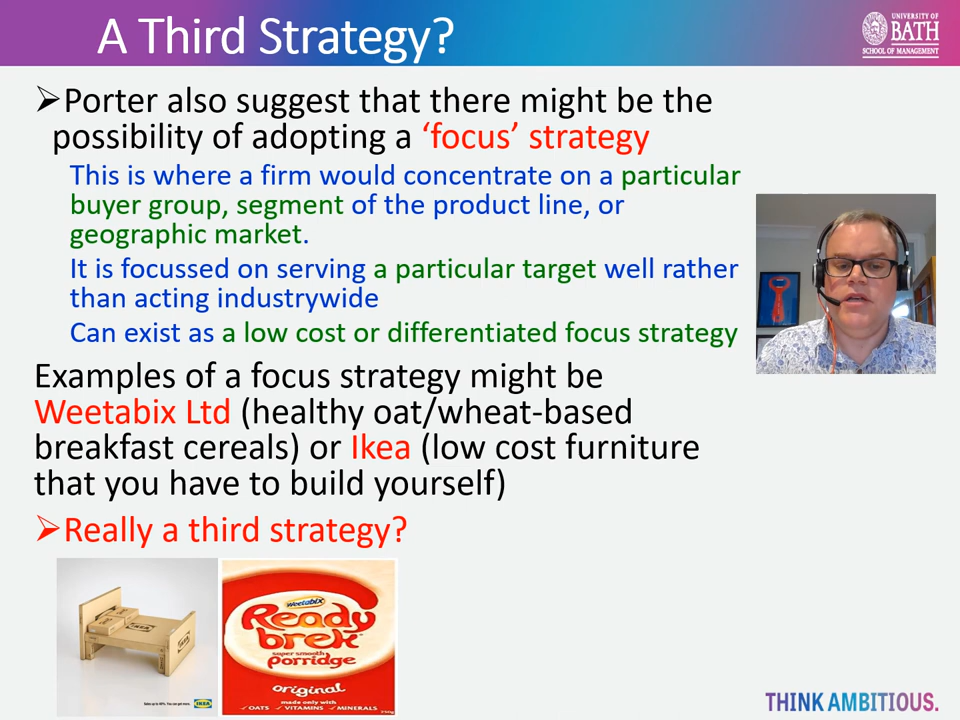 A Third Strategy?
UNIVERSITY OF
BATH
SCHOOL OF MANAGEMENT
➢Porter also suggest that there might be the
possibility of adopting a ‘focus’ strategy
This is where a firm would concentrate on a particular
buyer group, segment of the product line, or
geographic market.
It is focussed on serving a particular target well rather
than acting industrywide
Can exist as a low cost or differentiated focus strategy
Examples of a focus strategy might be
Weetabix Ltd (healthy oat/wheat-based
breakfast cereals) or Ikea (low cost furniture
that you have to build yourself)
➢Really a third strategy?
IKEA
IKEA
Weetabix
Ready
brek
super smooth
Porridge
original
made only with
✓OATS ✓VITAMINS ✓MINERALS
THINK AMBITIOUS.